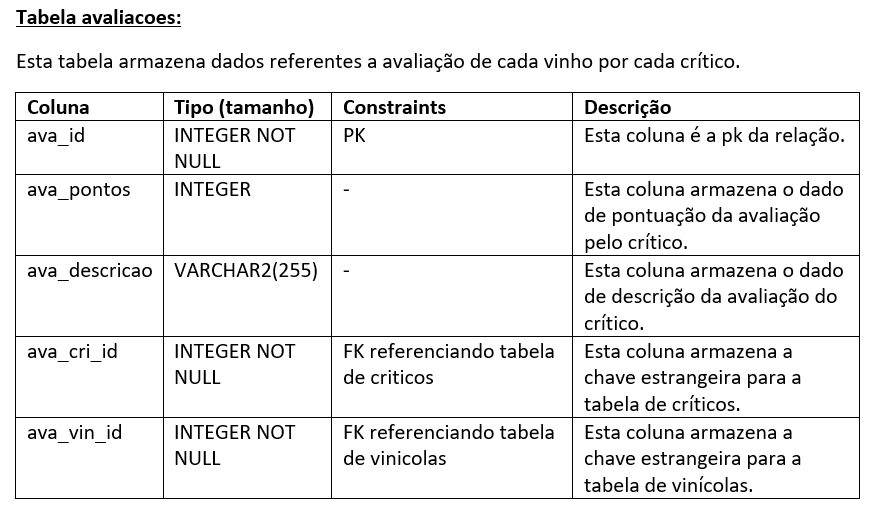 Tabela avaliacoes:
Esta tabela armazena dados referentes a avaliação de cada vinho por cada crítico.
Coluna Tipo (tamanho) Constraints Descrição
ava_id INTEGER NOT NULL PK Esta coluna é a pk da relação.
ava_pontos INTEGER - Esta coluna armazena o dado de pontuação da avaliação pelo crítico.
ava_descricao VARCHAR2(255) - Esta coluna armazena o dado de descrição da avaliação do crítico.
ava_cri_id INTEGER NOT NULL FK referenciando tabela de criticos Esta coluna armazena a chave estrangeira para a tabela de críticos.
ava_vin_id INTEGER NOT NULL FK referenciando tabela de vinicolas Esta coluna armazena a chave estrangeira para a tabela de vinícolas.